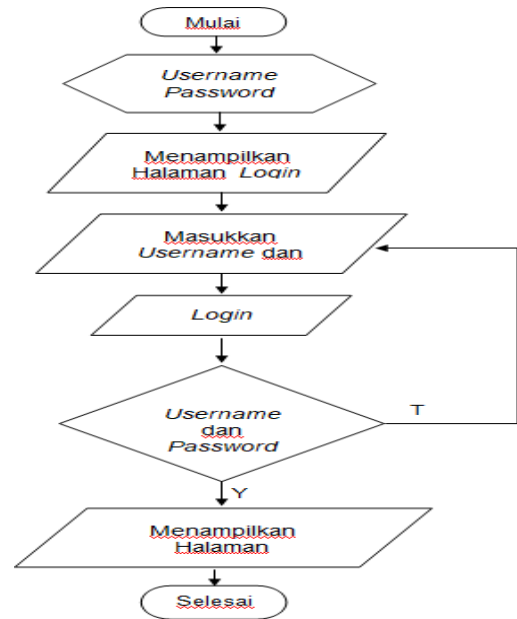 Mulai
Username
Password
Menampilkan
Halaman Login
Masukkan
Username dan
Login
Username
dan
Password
T
Y
Menampilkan
Halaman
Selesai